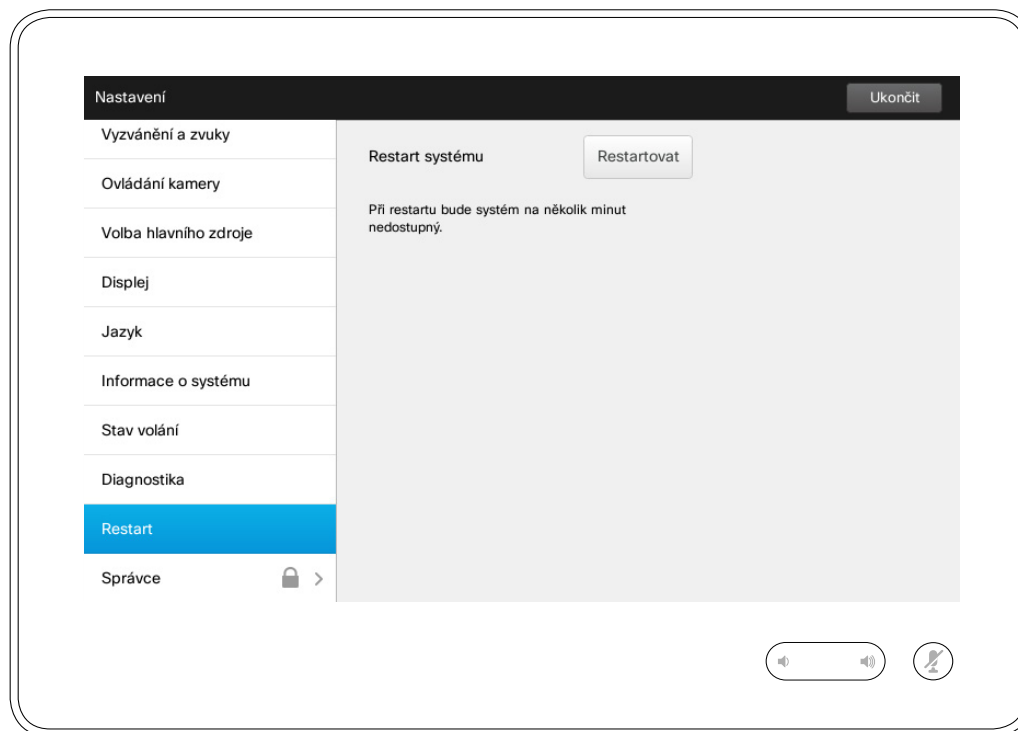 Nastavení
Ukončit
Vyzvánění a zvuky
Ovládání kamery
Volba hlavního zdroje
Displej
Jazyk
Informace o systému
Stav volání
Diagnostika
Restart
Správce
Restart systému
Restartovat
Při restartu bude systém na několik minut
nedostupný.